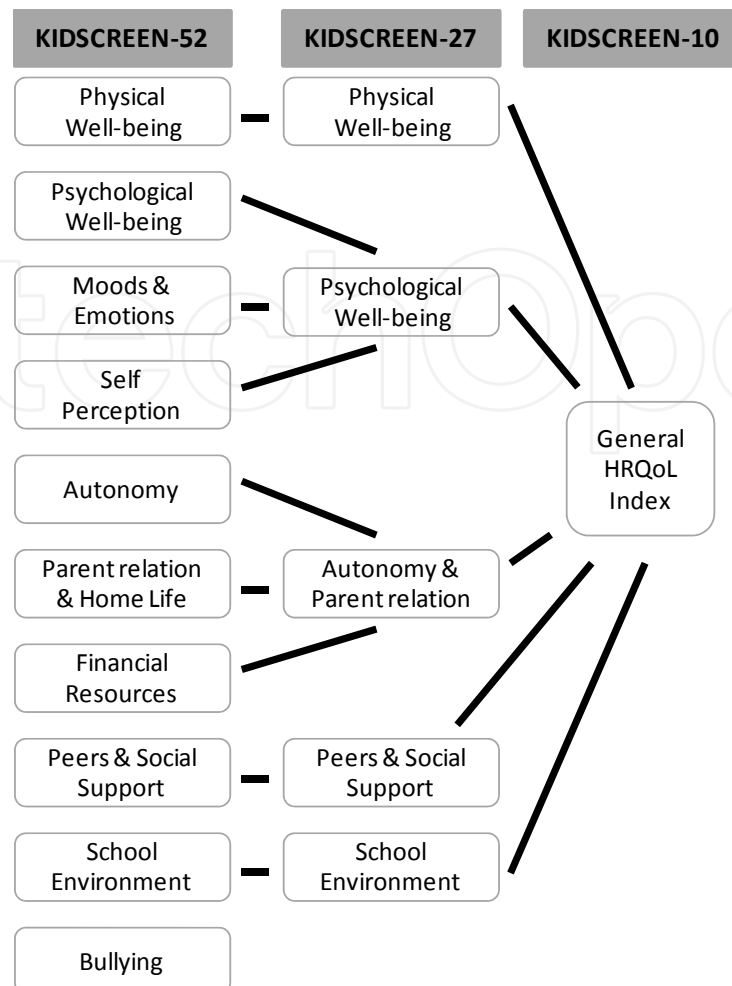 KIDSCREEN-52
KIDSCREEN-27
KIDSCREEN-10
Physical
Well-being
Physical
Well-being
Psychological
Well-being
Moods &
Emotions
Psychological
Well-being
Self
Perception
General
HRQoL
Index
Autonomy
Parent relation
& Home Life
Autonomy &
Parent relation
Financial
Resources
Peers & Social
Support
Peers & Social
Support
School
Environment
School
Environment
Bullying